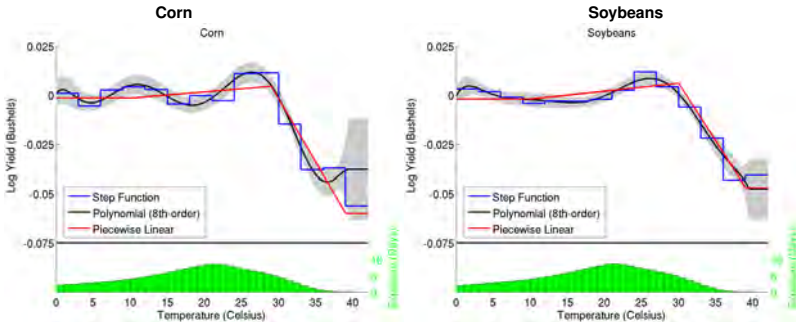 Corn
Soybeans
Corn
0.025
0
-0.025
-0.05
-0.075
Log Yield (Bushels)
Step Function
Polynomial (8th-order)
Piecewise Linear
0 5 10 15 20 25 30 35 40
Temperature (Celsius)
Soybeans
0.025
0
-0.025
-0.05
-0.075
Log Yield (Bushels)
Step Function
Polynomial (8th-order)
Piecewise Linear
0 5 10 15 20 25 30 35 40
Temperature (Celsius)